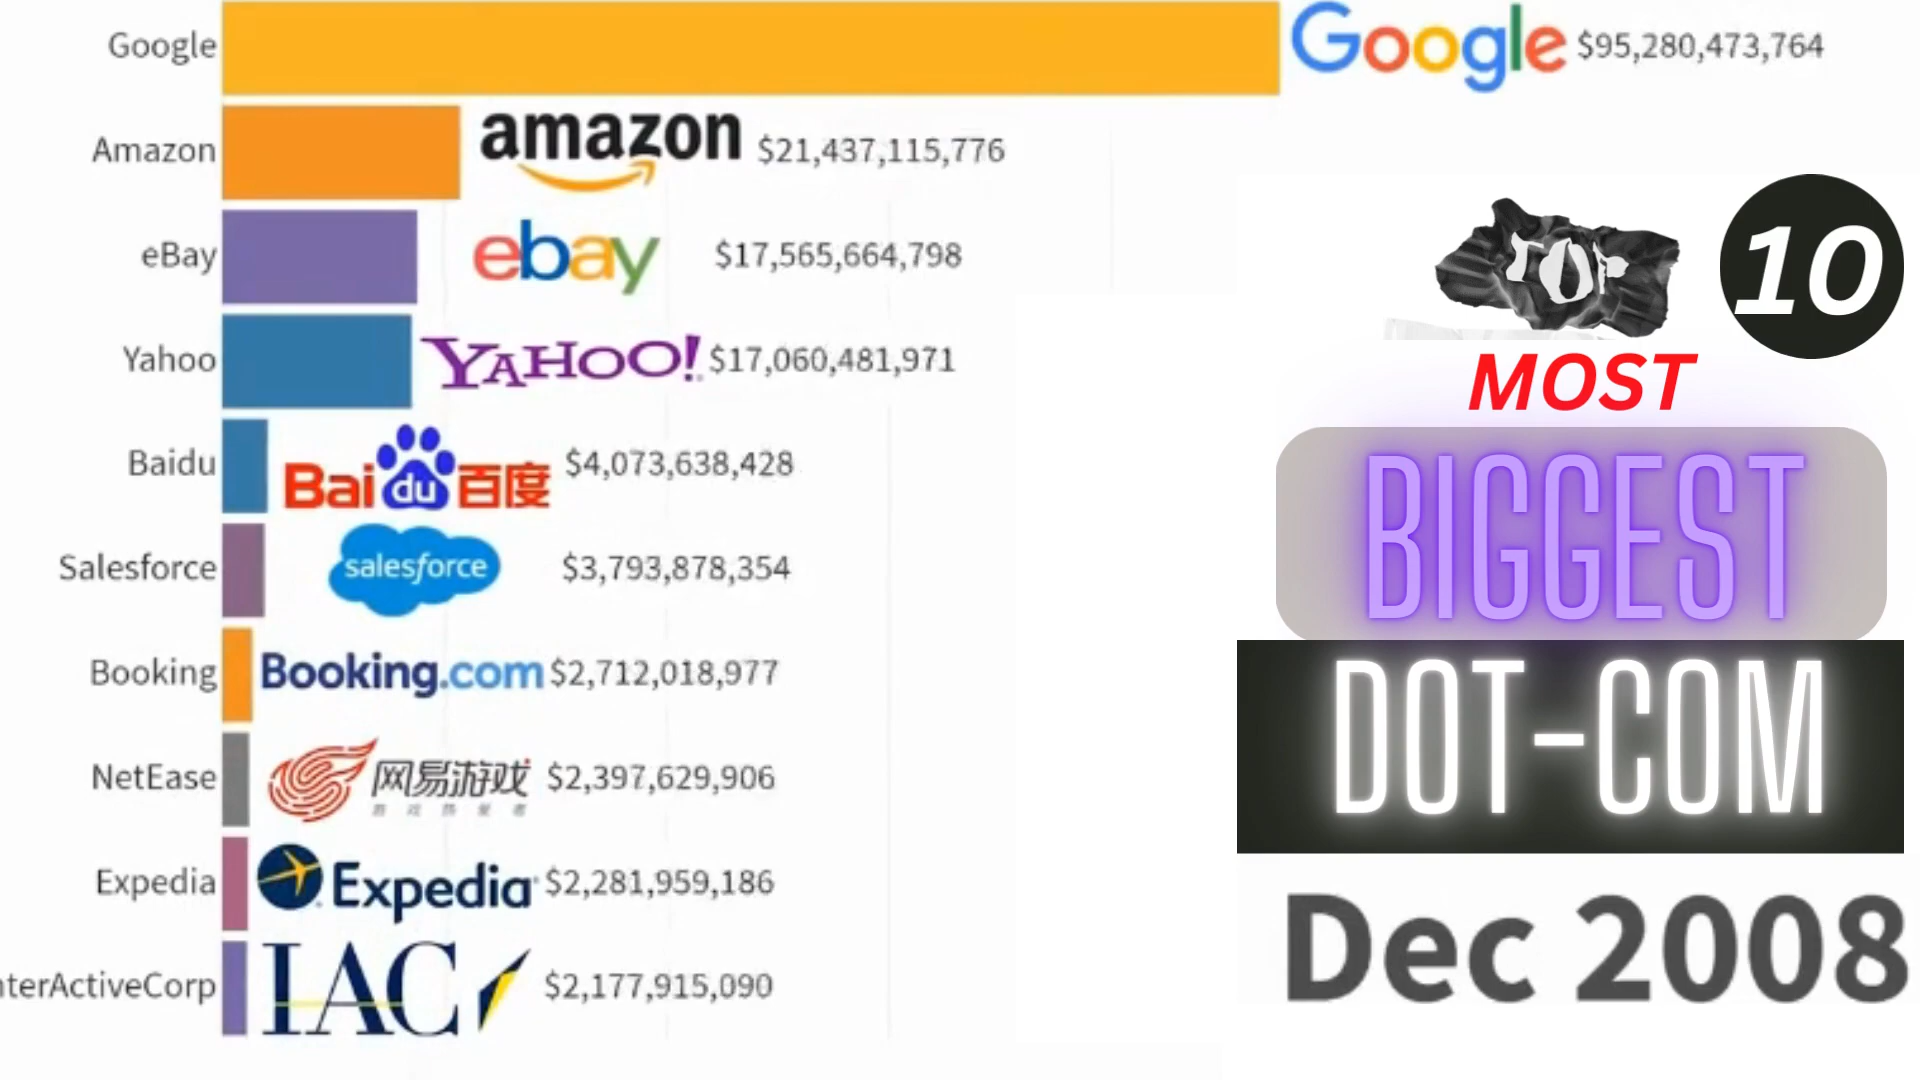 Google Google $95,280,473,764
Amazon amazon $21,437,115,776
eBay ebay $17,565,664,798
Yahoo YAHOO! $17,060,481,971
Baidu Bai du 百度 $4,073,638,428
Salesforce salesforce $3,793,878,354
Booking Booking.com $2,712,018,977
NetEase 网易游戏 $2,397,629,906
Expedia Expedia $2,281,959,186
nterActiveCorp IAC $2,177,915,090
TOP 10
MOST
BIGGEST
DOT-COM
Dec 2008